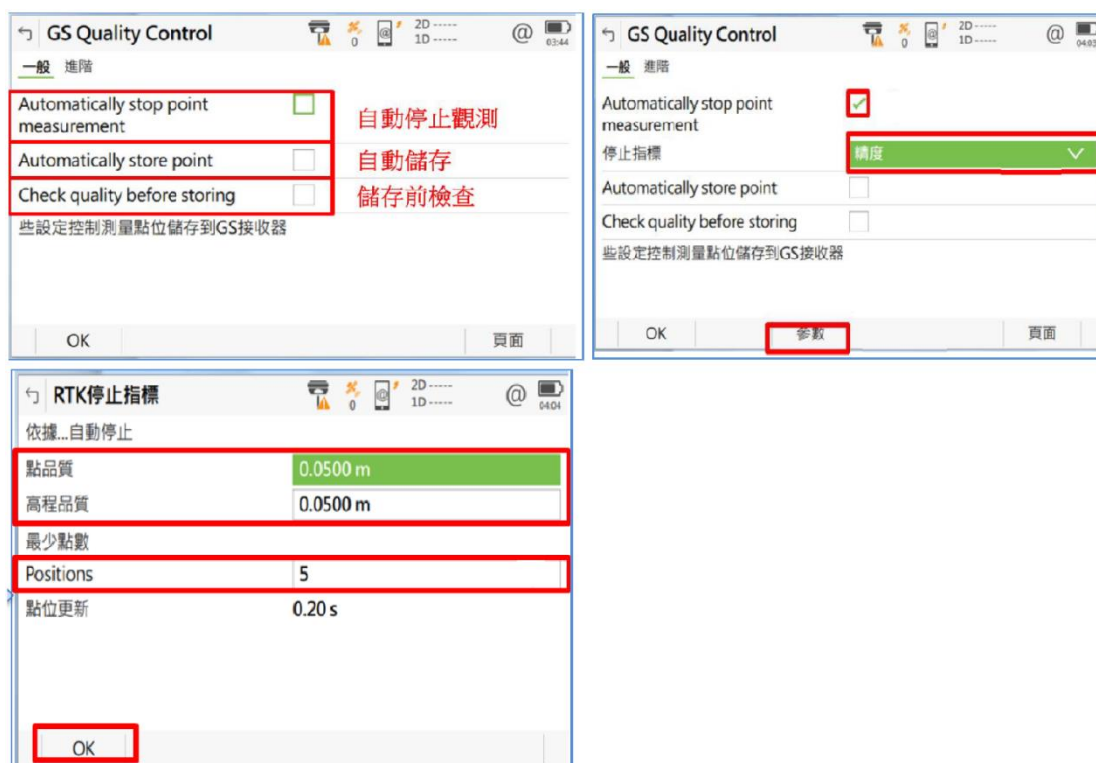 GS Quality Control
0
@
2D -----
1D -----
@
03:44
一般 進階
Automatically stop point
measurement
自動停止觀測
Automatically store point
自動儲存
Check quality before storing
儲存前檢查
些設定控制測量點位儲存到GS接收器
OK
頁面
GS Quality Control
0
@
2D -----
1D -----
@
04:03
一般 進階
Automatically stop point
measurement
停止指標
精度
Automatically store point
Check quality before storing
些設定控制測量點位儲存到GS接收器
OK
參數
頁面
RTK停止指標
0
@
2D -----
1D -----
@
04:04
依據...自動停止
點品質
0.0500 m
高程品質
0.0500 m
最少點數
Positions
5
點位更新
0.20 s
OK